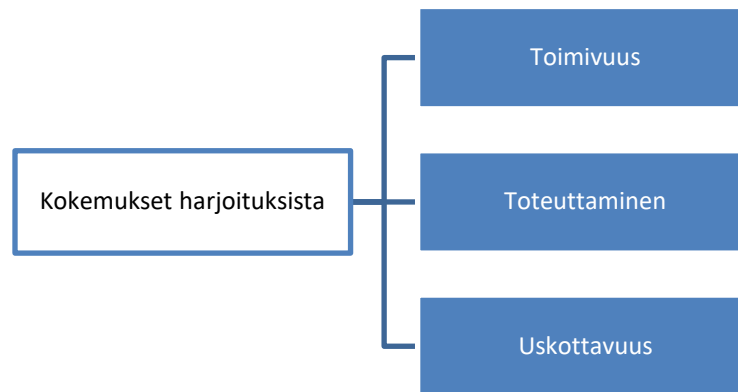 Toimivuus
Kokemukset harjoituksista
Toteuttaminen
Uskottavuus